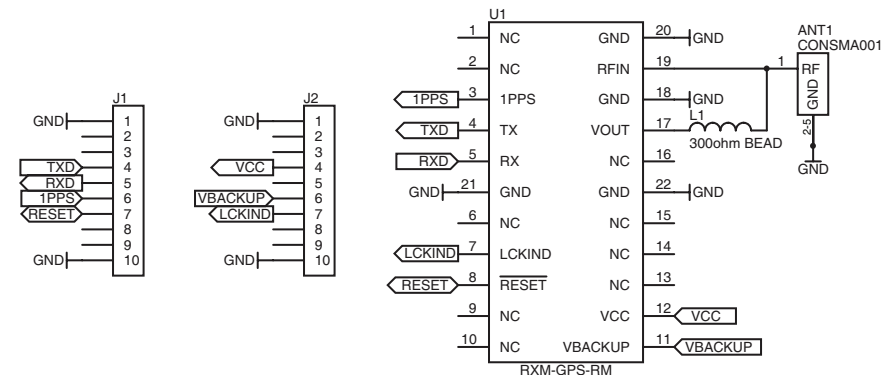 J1
GND 1
2
3
TXD 4
RXD 5
1PPS 6
RESET 7
8
9
GND 10
J2
GND 1
2
3
VCC 4
5
VBACKUP 6
LCKIND 7
8
9
GND 10
U1
1 NC GND 20 GND
2 NC RFIN 19
1PPS 3 1PPS GND 18 GND
TXD 4 TX VOUT 17
RXD 5 RX NC 16
GND 21 GND GND 22 GND
6 NC NC 15
LCKIND 7 LCKIND NC 14
RESET 8 RESET NC 13
9 NC VCC 12 VCC
10 NC VBACKUP 11 VBACKUP
RXM-GPS-RM
L1
300ohm BEAD
ANT1
CONSMA001
1 RF
GND
2-5
GND